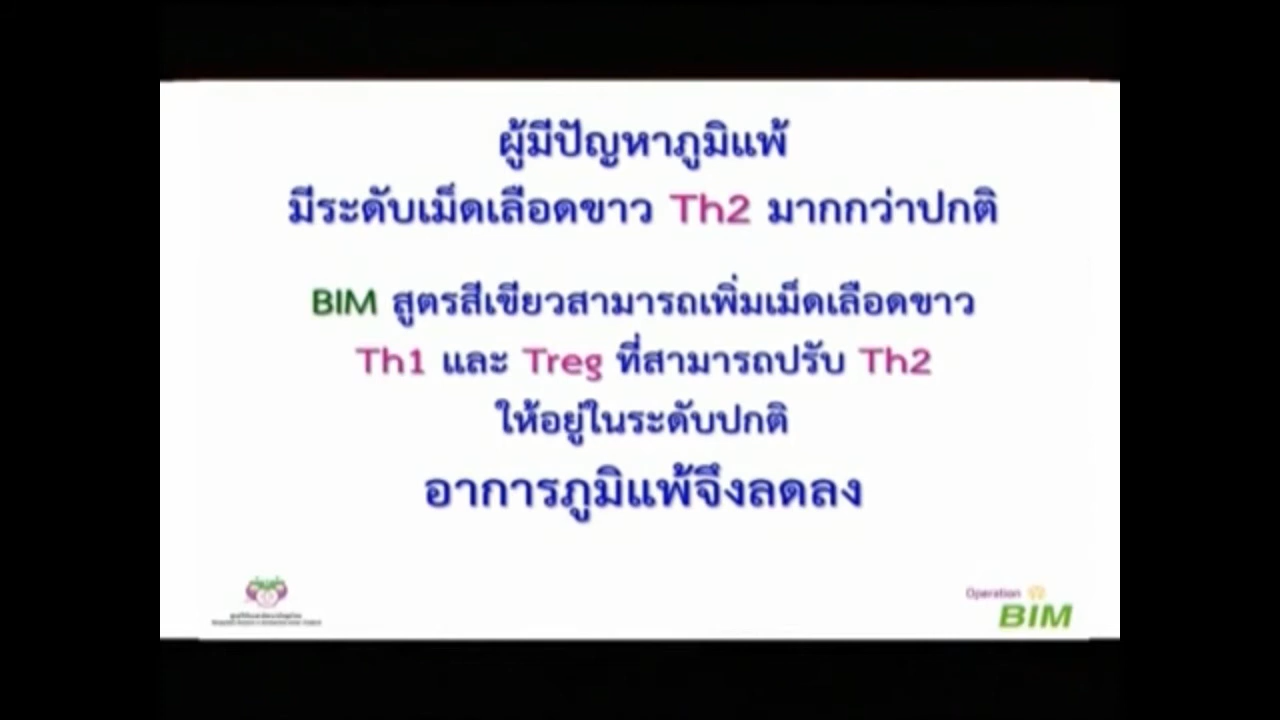 ผู้มีปัญหาภูมิแพ้
มีระดับเม็ดเลือดขาว Th2 มากกว่าปกติ
BIM สูตรสีเขียวสามารถเพิ่มเม็ดเลือดขาว
Th1 และ Treg ที่สามารถปรับ Th2
ให้อยู่ในระดับปกติ
อาการภูมิแพ้จึงลดลง
Operation
BIM